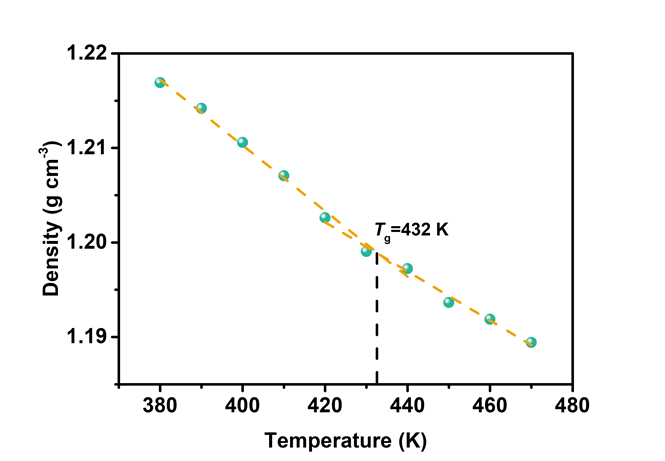 1.22
1.21
1.20
1.19
Density (g cm⁻³)
Tg=432 K
380 400 420 440 460 480
Temperature (K)